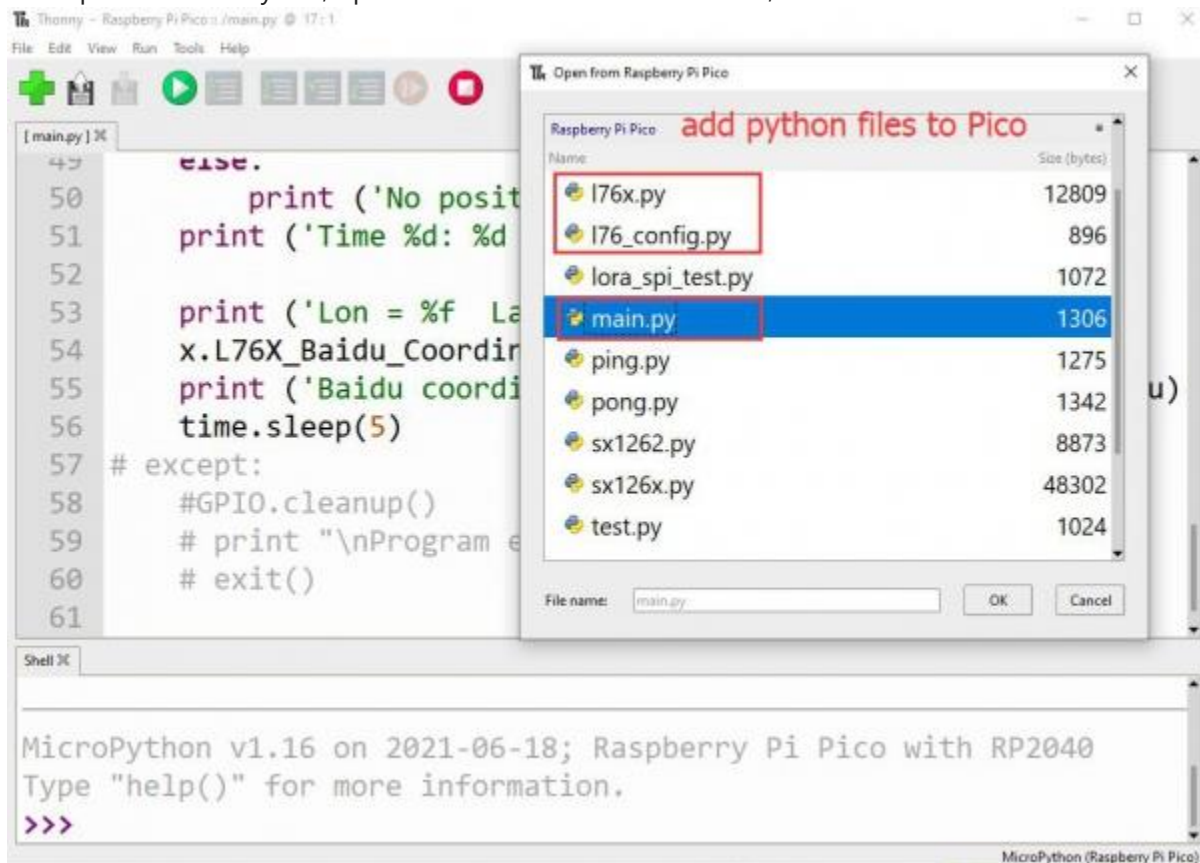 Thonny - Raspberry Pi Pico :: /main.py @ 17 : 1
File Edit View Run Tools Help
[ main.py ]
49 else:
50 print ('No posit
51 print ('Time %d: %d
52
53 print ('Lon = %f La
54 x.L76X_Baidu_Coordin
55 print ('Baidu coordi u)
56 time.sleep(5)
57 # except:
58 #GPIO.cleanup()
59 # print "\nProgram e
60 # exit()
61
Open from Raspberry Pi Pico
Raspberry Pi Pico add python files to Pico
Name Size (bytes)
l76x.py 12809
l76_config.py 896
lora_spi_test.py 1072
main.py 1306
ping.py 1275
pong.py 1342
sx1262.py 8873
sx126x.py 48302
test.py 1024
File name: main.py OK Cancel
Shell
MicroPython v1.16 on 2021-06-18; Raspberry Pi Pico with RP2040
Type "help()" for more information.
>>>
MicroPython (Raspberry Pi Pico)